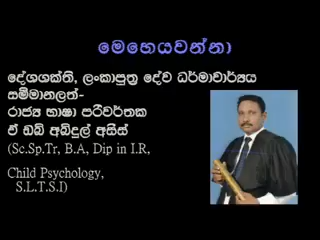 මෙහෙයවන්නා)
දේශශක්ති, ලංකාපුත්‍ර දේව ධර්මාචාර්යය
සම්මානලත්-
රාජ්‍ය භාෂා පරිවර්තක
ඒ ඩබ් අබ්දුල් අසිස්
(Sc.Sp.Tr, B.A, Dip in I.R,
Child Psychology,
S.L.T.S.I)